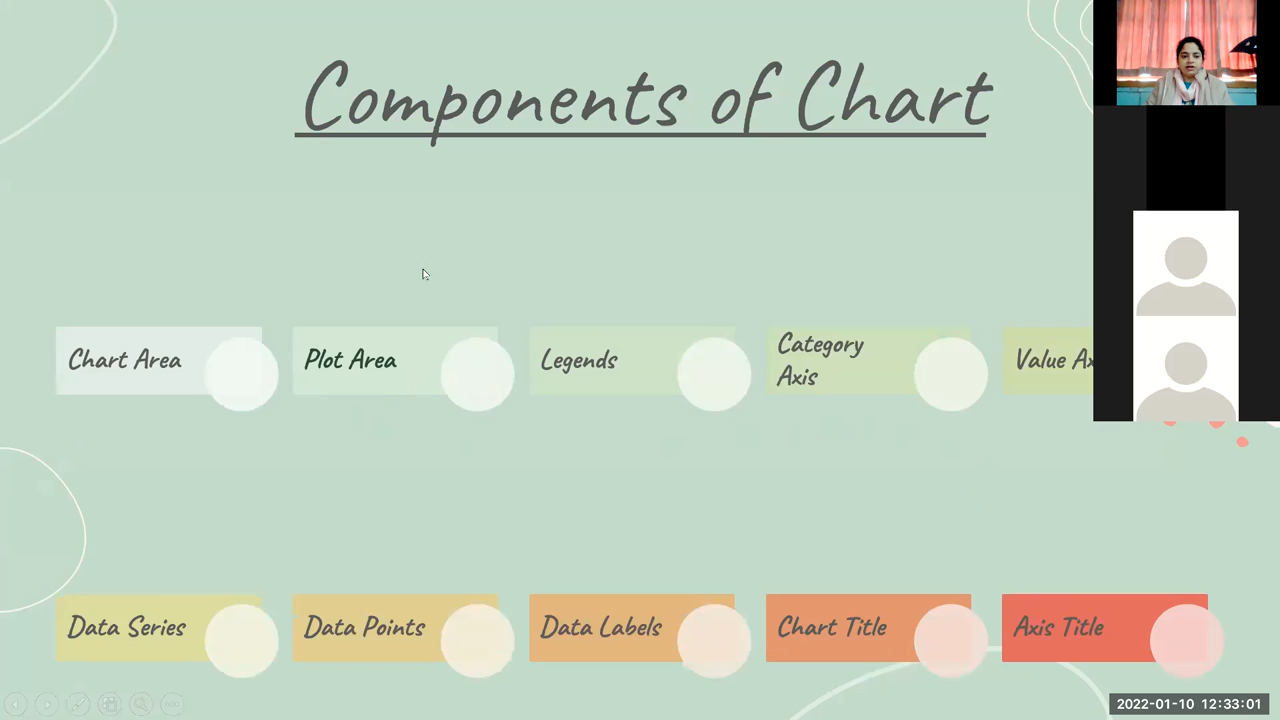 Components of Chart
Chart Area
Plot Area
Legends
Category
Axis
Value
Data Series
Data Points
Data Labels
Chart Title
Axis Title
2022-01-10 12:33:01